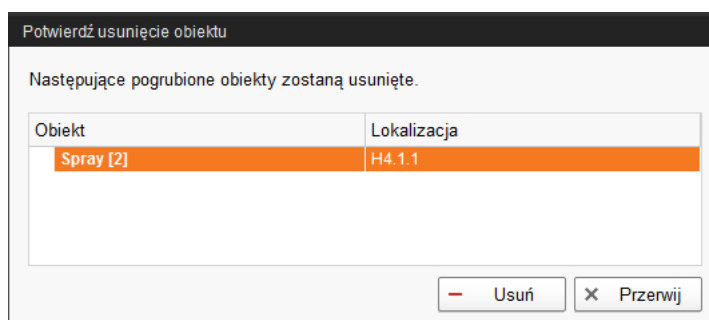 Potwierdź usunięcie obiektu
Następujące pogrubione obiekty zostaną usunięte.
Obiekt Lokalizacja
Spray [2] H4.1.1
Usuń Przerwij